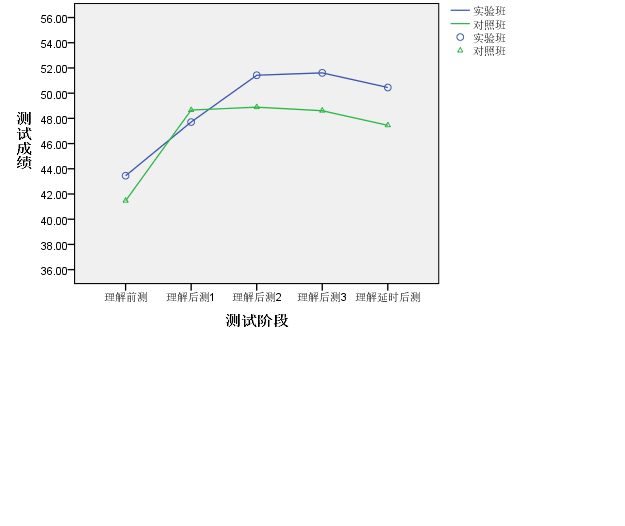 56.00
54.00
52.00
50.00
48.00
46.00
44.00
42.00
40.00
38.00
36.00
测试成绩
理解前测
理解后测1
理解后测2
理解后测3
理解延时后测
测试阶段
实验班
对照班
实验班
对照班